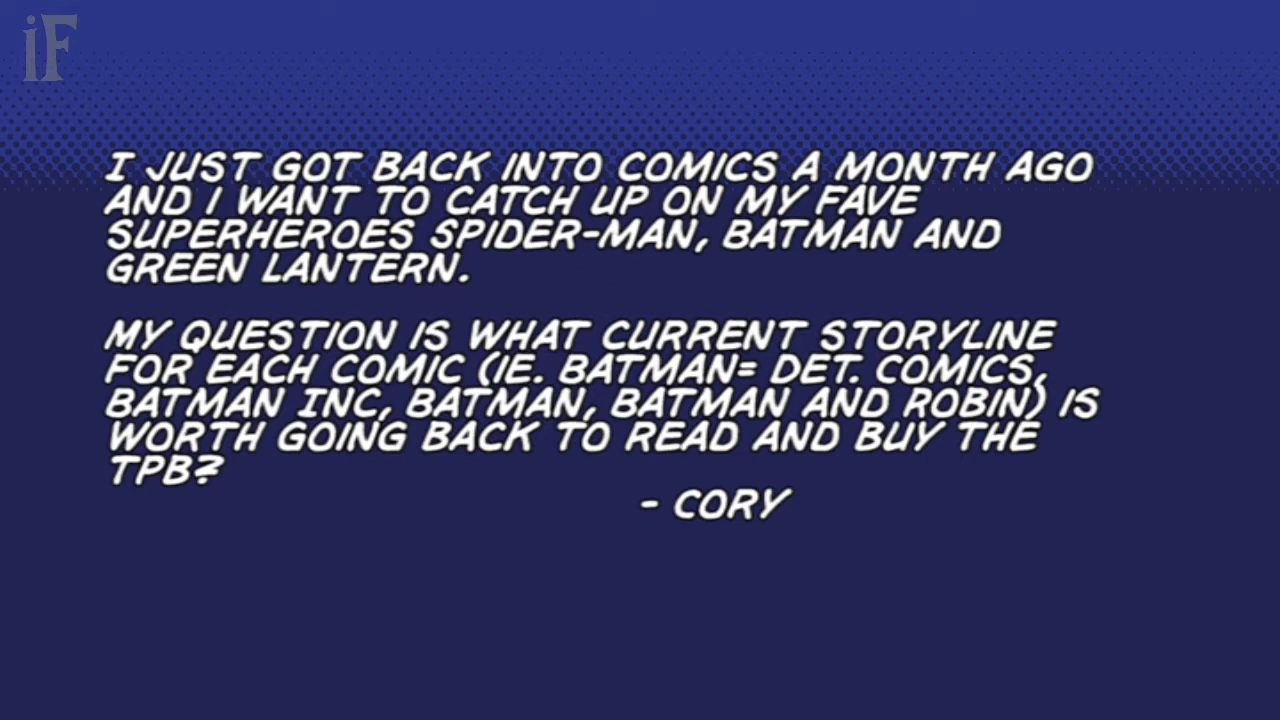 iF
I JUST GOT BACK INTO COMICS A MONTH AGO
AND I WANT TO CATCH UP ON MY FAVE
SUPERHEROES SPIDER-MAN, BATMAN AND
GREEN LANTERN.
MY QUESTION IS WHAT CURRENT STORYLINE
FOR EACH COMIC (IE. BATMAN= DET. COMICS,
BATMAN INC, BATMAN, BATMAN AND ROBIN) IS
WORTH GOING BACK TO READ AND BUY THE
TPB?
- CORY